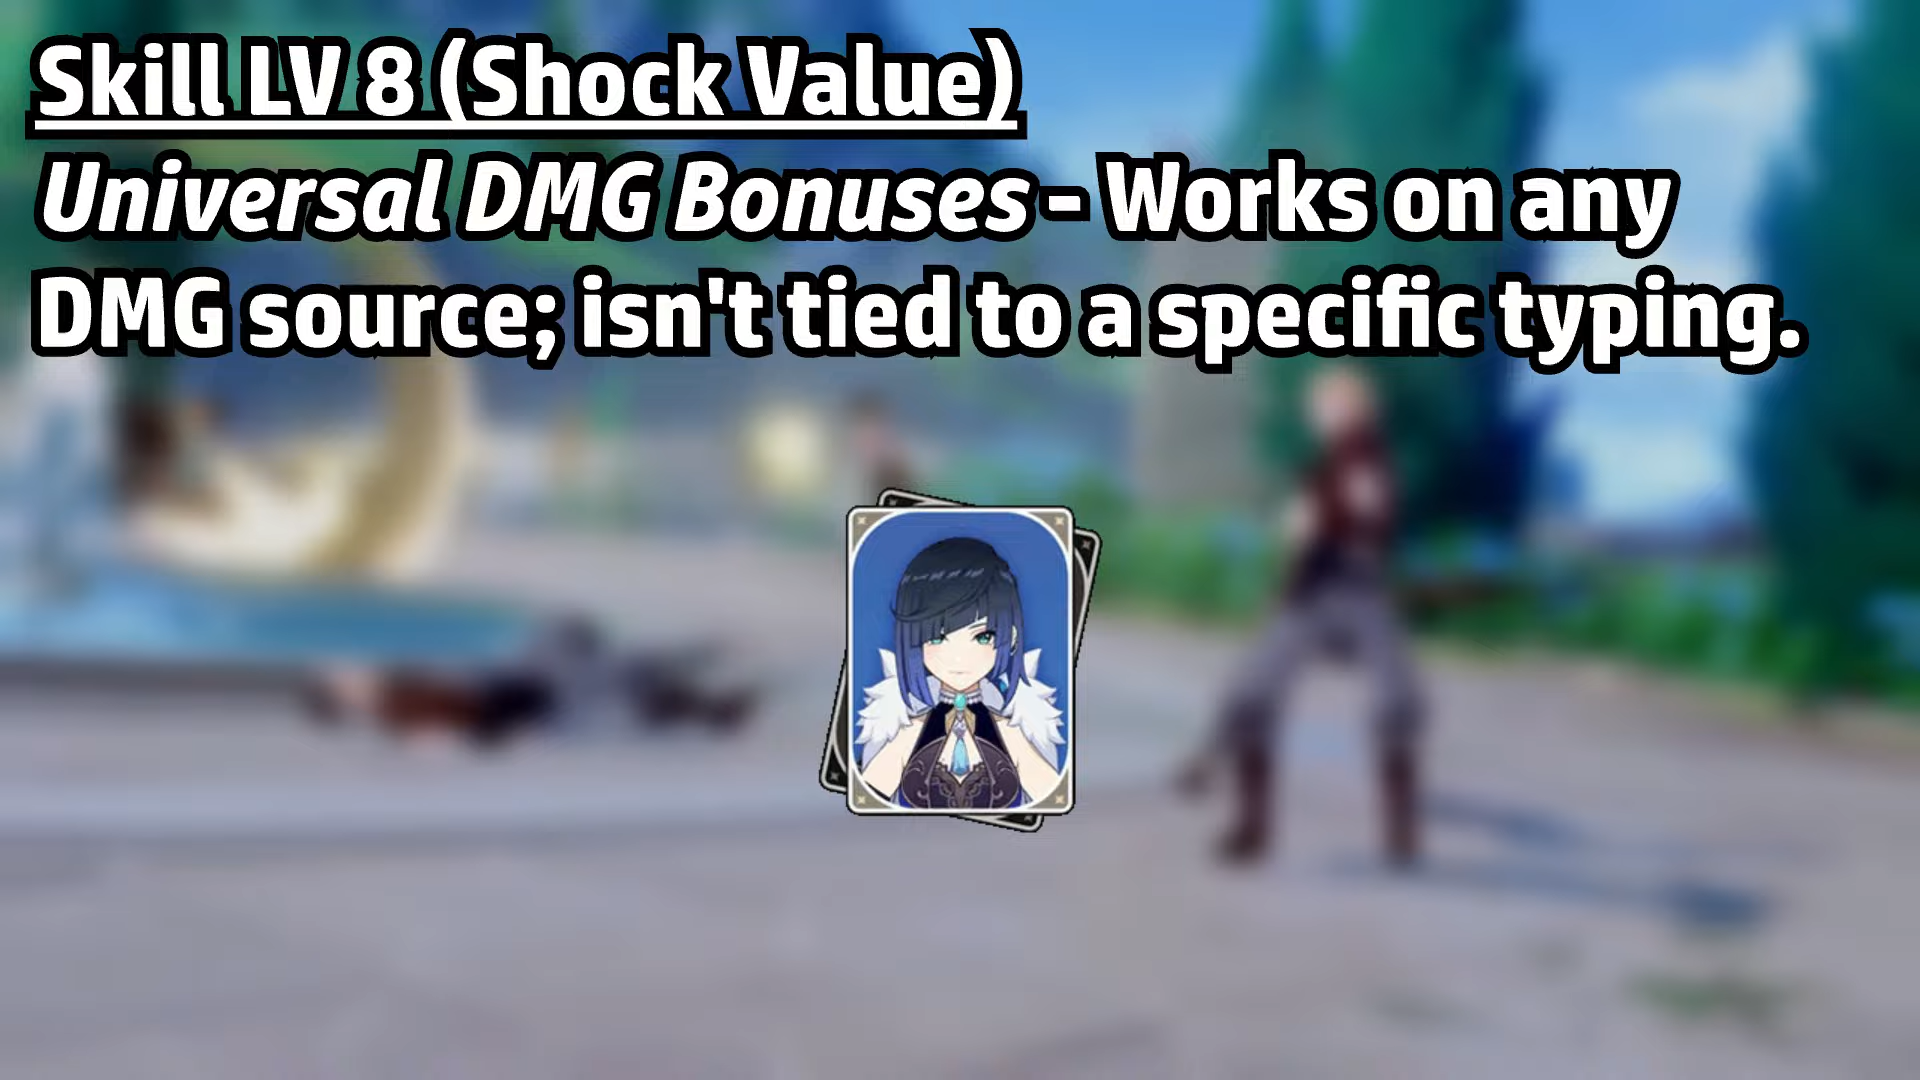 Skill LV 8 (Shock Value)
Universal DMG Bonuses - Works on any
DMG source; isn't tied to a specific typing.